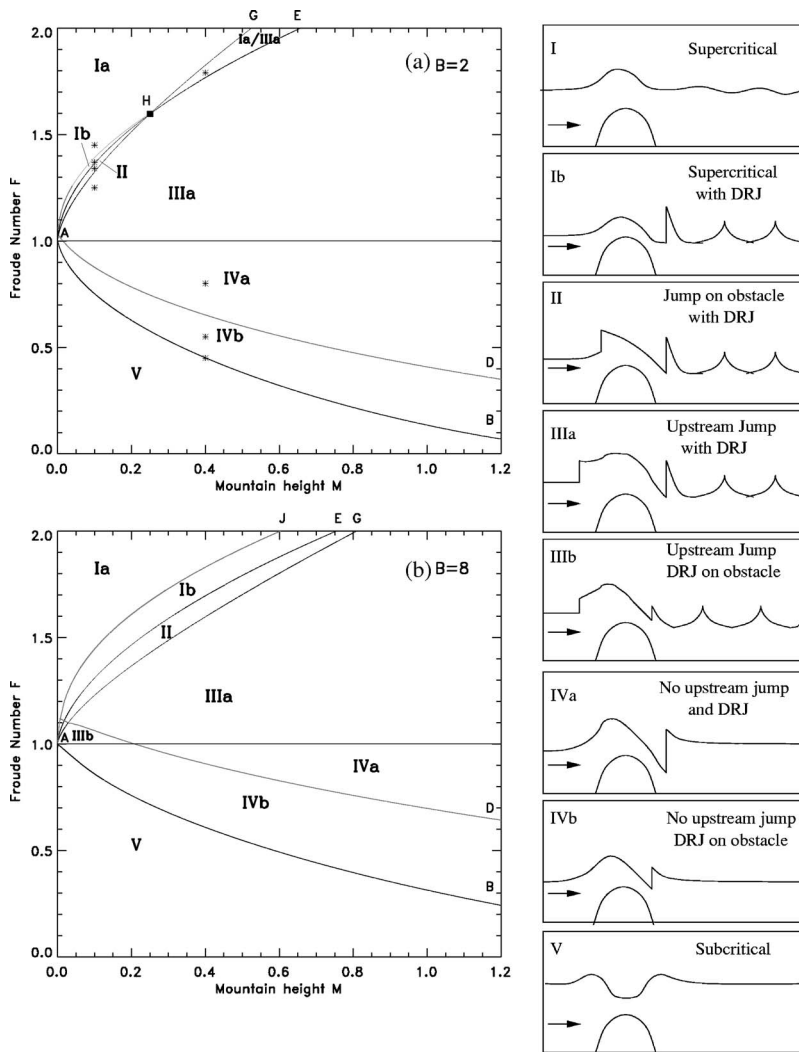 G E
2.0
Ia/IIIa
Ia
(a) B=2
H
Ib
II
1.5
IIIa
A
1.0
IVa
IVb
0.5
V
D
B
0.0
0.0 0.2 0.4 0.6 0.8 1.0 1.2
Froude Number F
Mountain height M
J E G
2.0
Ia
(b) B=8
Ib
II
1.5
IIIa
A IIIb
1.0
IVa
D
IVb
V
0.5
B
0.0
0.0 0.2 0.4 0.6 0.8 1.0 1.2
Froude Number F
Mountain height M
I Supercritical
Ib Supercritical
with DRJ
II Jump on obstacle
with DRJ
IIIa Upstream Jump
with DRJ
IIIb Upstream Jump
DRJ on obstacle
IVa No upstream jump
and DRJ
IVb No upstream jump
DRJ on obstacle
V Subcritical